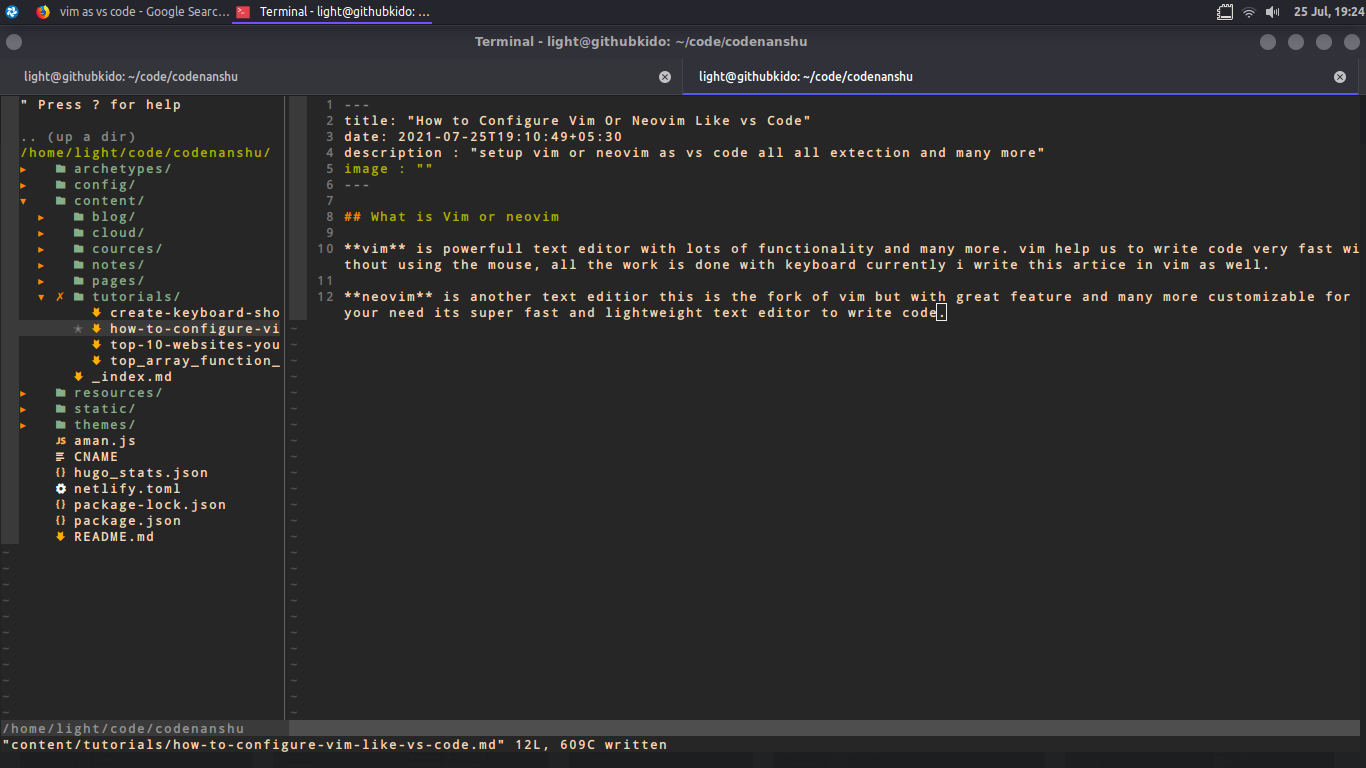 vim as vs code - Google Searc...
Terminal - light@githubkido: ...
25 Jul, 19:24
Terminal - light@githubkido: ~/code/codenanshu
light@githubkido: ~/code/codenanshu
light@githubkido: ~/code/codenanshu
" Press ? for help
.. (up a dir)
/home/light/code/codenanshu/
archetypes/
config/
content/
blog/
cloud/
cources/
notes/
pages/
✗ tutorials/
create-keyboard-sho
how-to-configure-vi
top-10-websites-you
top_array_function_
_index.md
resources/
static/
themes/
JS aman.js
CNAME
{} hugo_stats.json
netlify.toml
{} package-lock.json
{} package.json
README.md
1 ---
2 title: "How to Configure Vim Or Neovim Like vs Code"
3 date: 2021-07-25T19:10:49+05:30
4 description : "setup vim or neovim as vs code all all extection and many more"
5 image : ""
6 ---
7
8 ## What is Vim or neovim
9
10 **vim** is powerfull text editor with lots of functionality and many more. vim help us to write code very fast wi
thout using the mouse, all the work is done with keyboard currently i write this artice in vim as well.
11
12 **neovim** is another text editior this is the fork of vim but with great feature and many more customizable for
your need its super fast and lightweight text editor to write code.
/home/light/code/codenanshu
"content/tutorials/how-to-configure-vim-like-vs-code.md" 12L, 609C written